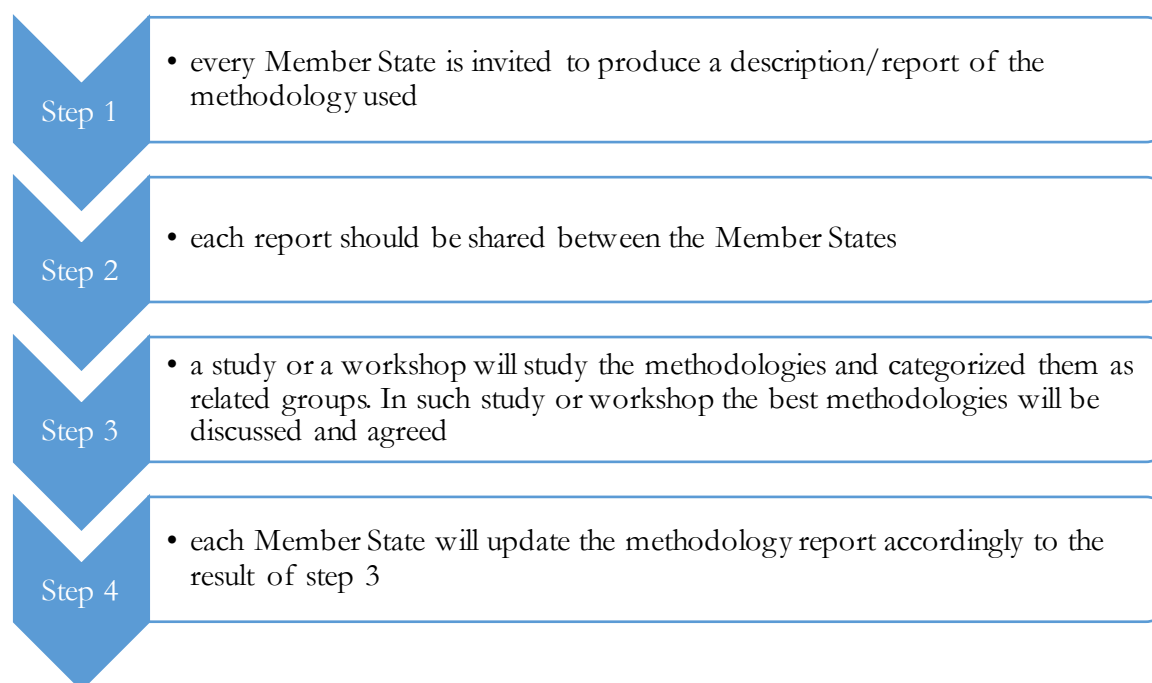 Step 1
• every Member State is invited to produce a description/report of the
methodology used
Step 2
• each report should be shared between the Member States
Step 3
• a study or a workshop will study the methodologies and categorized them as
related groups. In such study or workshop the best methodologies will be
discussed and agreed
Step 4
• each Member State will update the methodology report accordingly to the
result of step 3